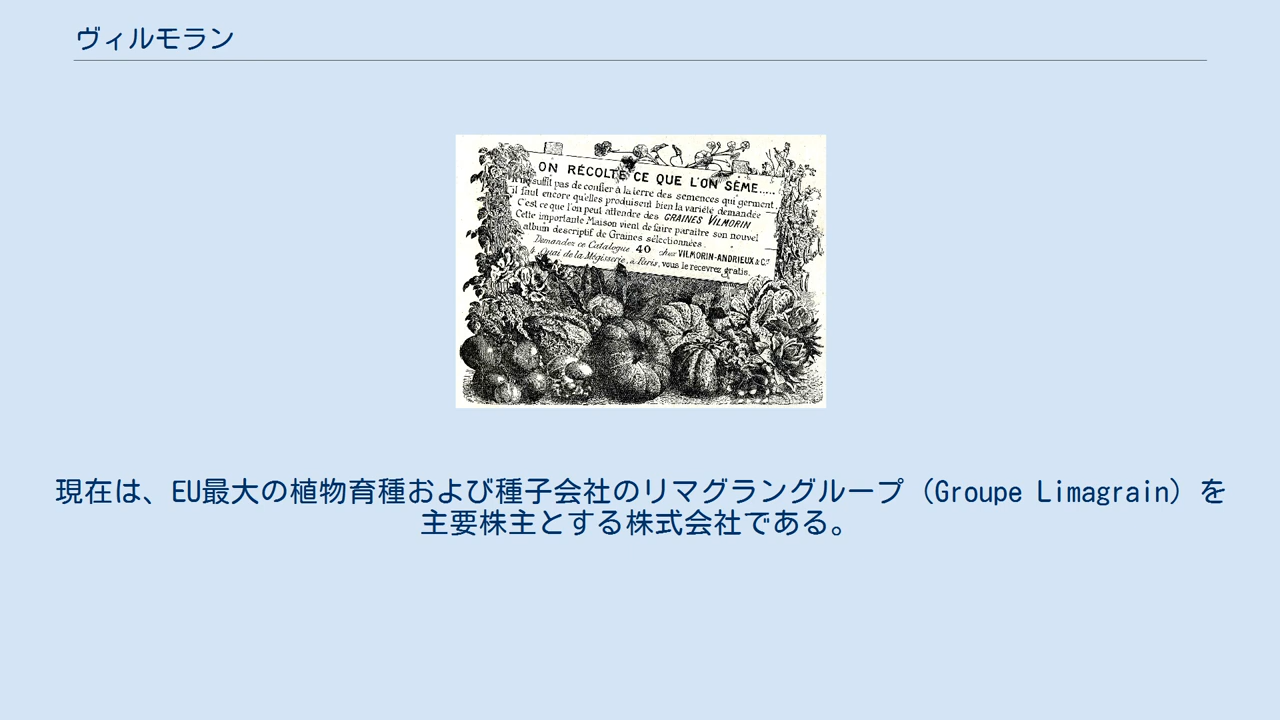 ヴィルモラン
ON RÉCOLTE CE QUE L'ON SÈME.....
Il ne suffit pas de confier à la terre des semences qui germent,
il faut encore qu'elles produisent bien la variété demandée
C'est ce que l'on peut attendre des GRAINES VILMORIN
Cette importante Maison vient de faire paraître son nouvel
album descriptif de Graines sélectionnées.
Demandez ce Catalogue 40 chez VILMORIN-ANDRIEUX & Cie
4, Quai de la Mégisserie, à Paris, vous le recevrez gratis.
現在は、EU最大の植物育種および種子会社のリマグラングループ（Groupe Limagrain）を
主要株主とする株式会社である。